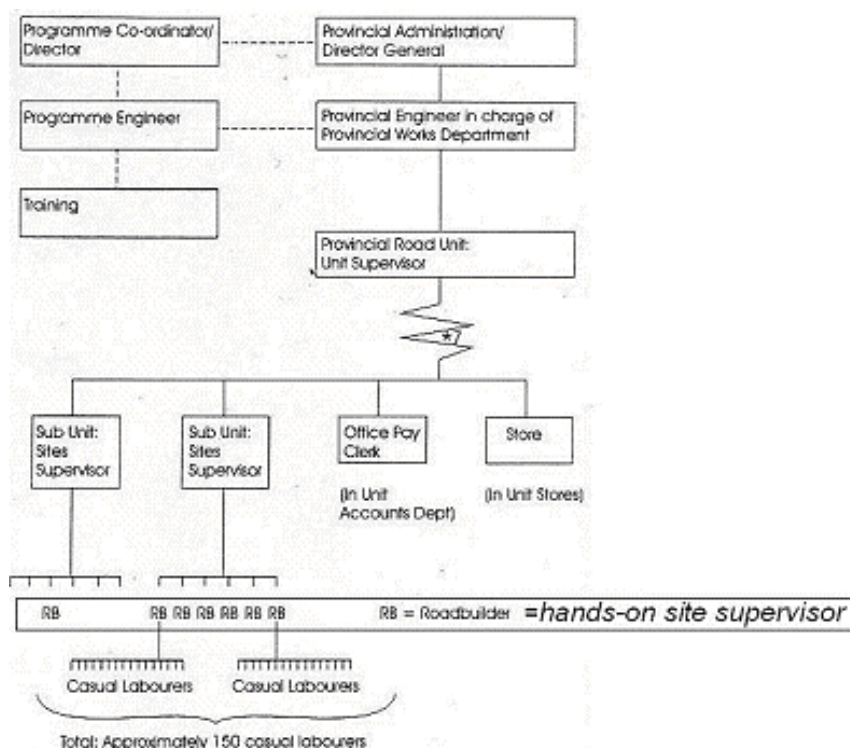 Programme Co-ordinator/
Director
Provincial Administration/
Director General
Programme Engineer
Provincial Engineer in charge of
Provincial Works Department
Training
Provincial Road Unit:
Unit Supervisor
*
Sub Unit:
Sites
Supervisor
Sub Unit:
Sites
Supervisor
Office Pay
Clerk
Store
(In Unit
Accounts Dept)
(In Unit Stores)
RB RB RB RB RB RB RB RB = Roadbuilder =hands-on site supervisor
Casual Labourers Casual Labourers
Total: Approximately 150 casual labourers